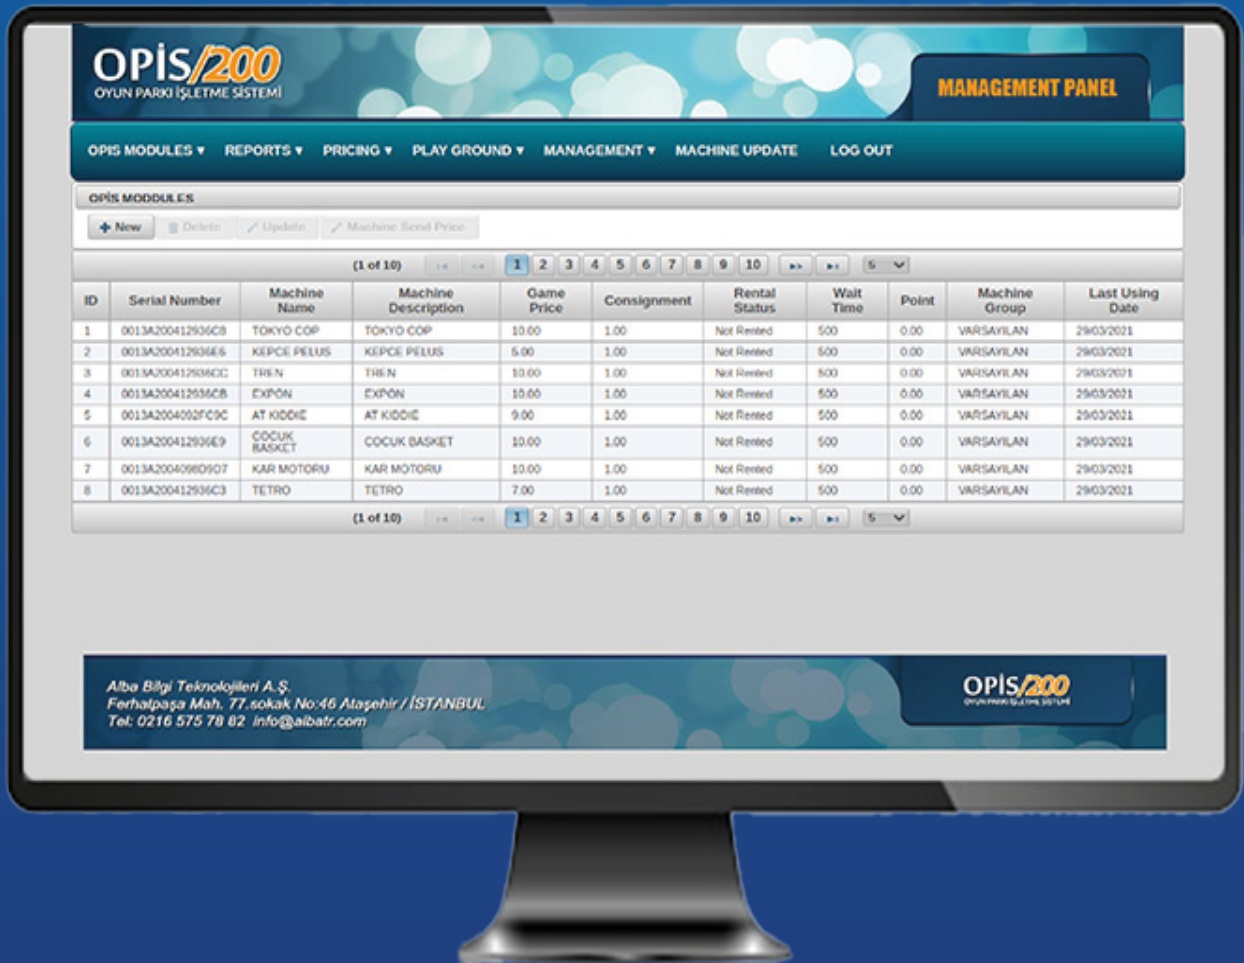 OPİS/200
OYUN PARKI İŞLETME SİSTEMİ
MANAGEMENT PANEL
OPIS MODULES ▾ REPORTS ▾ PRICING ▾ PLAY GROUND ▾ MANAGEMENT ▾ MACHINE UPDATE LOG OUT
OPİS MODDULES
New Delete Update Machine Send Price
(1 of 10) 1 2 3 4 5 6 7 8 9 10 5
ID Serial Number Machine Name Machine Description Game Price Consignment Rental Status Wait Time Point Machine Group Last Using Date
1 0013A200412936C8 TOKYO COP TOKYO COP 10.00 1.00 Not Rented 500 0.00 VARSAYILAN 29/03/2021
2 0013A200412936E6 KEPCE PELUS KEPCE PELUS 5.00 1.00 Not Rented 500 0.00 VARSAYILAN 29/03/2021
3 0013A200412936CC TREN TREN 10.00 1.00 Not Rented 500 0.00 VARSAYILAN 29/03/2021
4 0013A200412936CB EXPON EXPON 10.00 1.00 Not Rented 500 0.00 VARSAYILAN 29/03/2021
5 0013A2004092FC9C AT KIDDIE AT KIDDIE 9.00 1.00 Not Rented 500 0.00 VARSAYILAN 29/03/2021
6 0013A200412936E9 COCUK BASKET COCUK BASKET 10.00 1.00 Not Rented 500 0.00 VARSAYILAN 29/03/2021
7 0013A2004098D9D7 KAR MOTORU KAR MOTORU 10.00 1.00 Not Rented 500 0.00 VARSAYILAN 29/03/2021
8 0013A200412936C3 TETRO TETRO 7.00 1.00 Not Rented 500 0.00 VARSAYILAN 29/03/2021
(1 of 10) 1 2 3 4 5 6 7 8 9 10 5
Alba Bilgi Teknolojileri A.Ş.
Ferhatpaşa Mah. 77.sokak No:46 Ataşehir / İSTANBUL
Tel: 0216 575 78 82 info@albatr.com
OPİS/200
OYUN PARKI İŞLETME SİSTEMİ